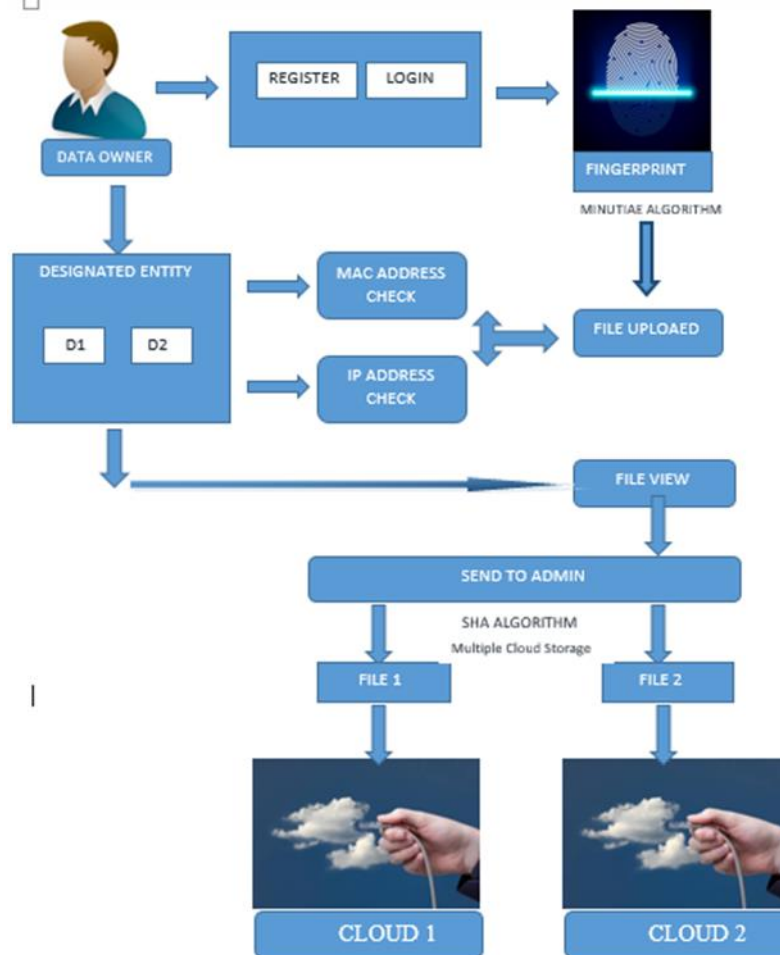 REGISTER
LOGIN
DATA OWNER
FINGERPRINT
MINUTIAE ALGORITHM
DESIGNATED ENTITY
D1
D2
MAC ADDRESS
CHECK
IP ADDRESS
CHECK
FILE UPLOAED
FILE VIEW
SEND TO ADMIN
SHA ALGORITHM
Multiple Cloud Storage
FILE 1
FILE 2
CLOUD 1
CLOUD 2